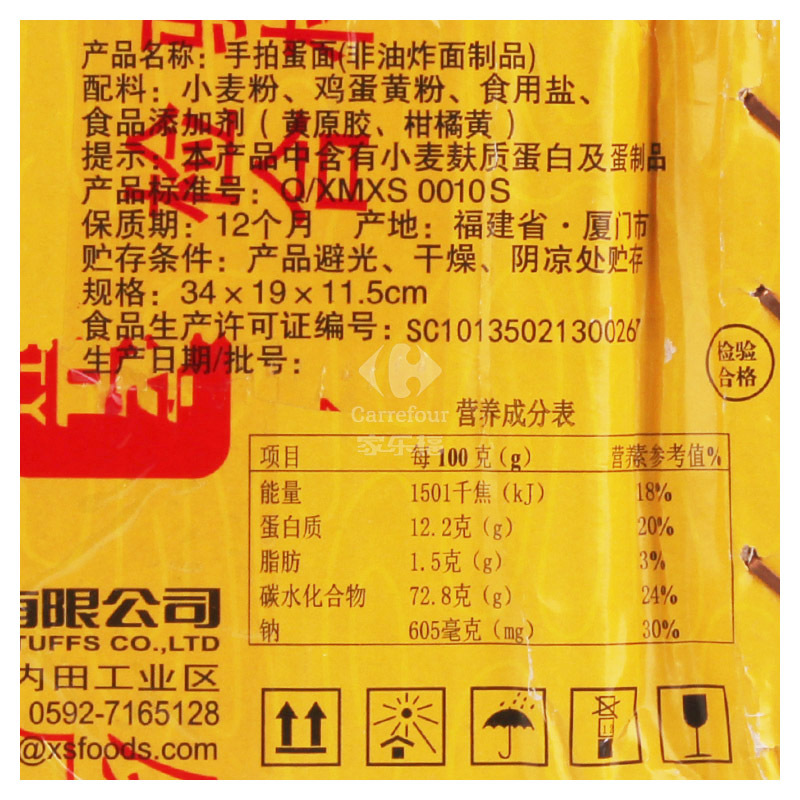 产品名称：手拍蛋面(非油炸面制品)
配料：小麦粉、鸡蛋黄粉、食用盐、
食品添加剂（黄原胶、柑橘黄）
提示：本产品中含有小麦麸质蛋白及蛋制品
产品标准号：Q/XMXS 0010S
保质期：12个月 产地：福建省·厦门市
贮存条件：产品避光、干燥、阴凉处贮存
规格：34×19×11.5cm
食品生产许可证编号：SC10135021300267
生产日期/批号：
检验
合格
Carrefour
家乐福
营养成分表
项目 每100克(g) 营养素参考值%
能量 1501千焦(kJ) 18%
蛋白质 12.2克(g) 20%
脂肪 1.5克(g) 3%
碳水化合物 72.8克(g) 24%
钠 605毫克(mg) 30%
有限公司
TUFFS CO.,LTD
内田工业区
0592-7165128
@xsfoods.com